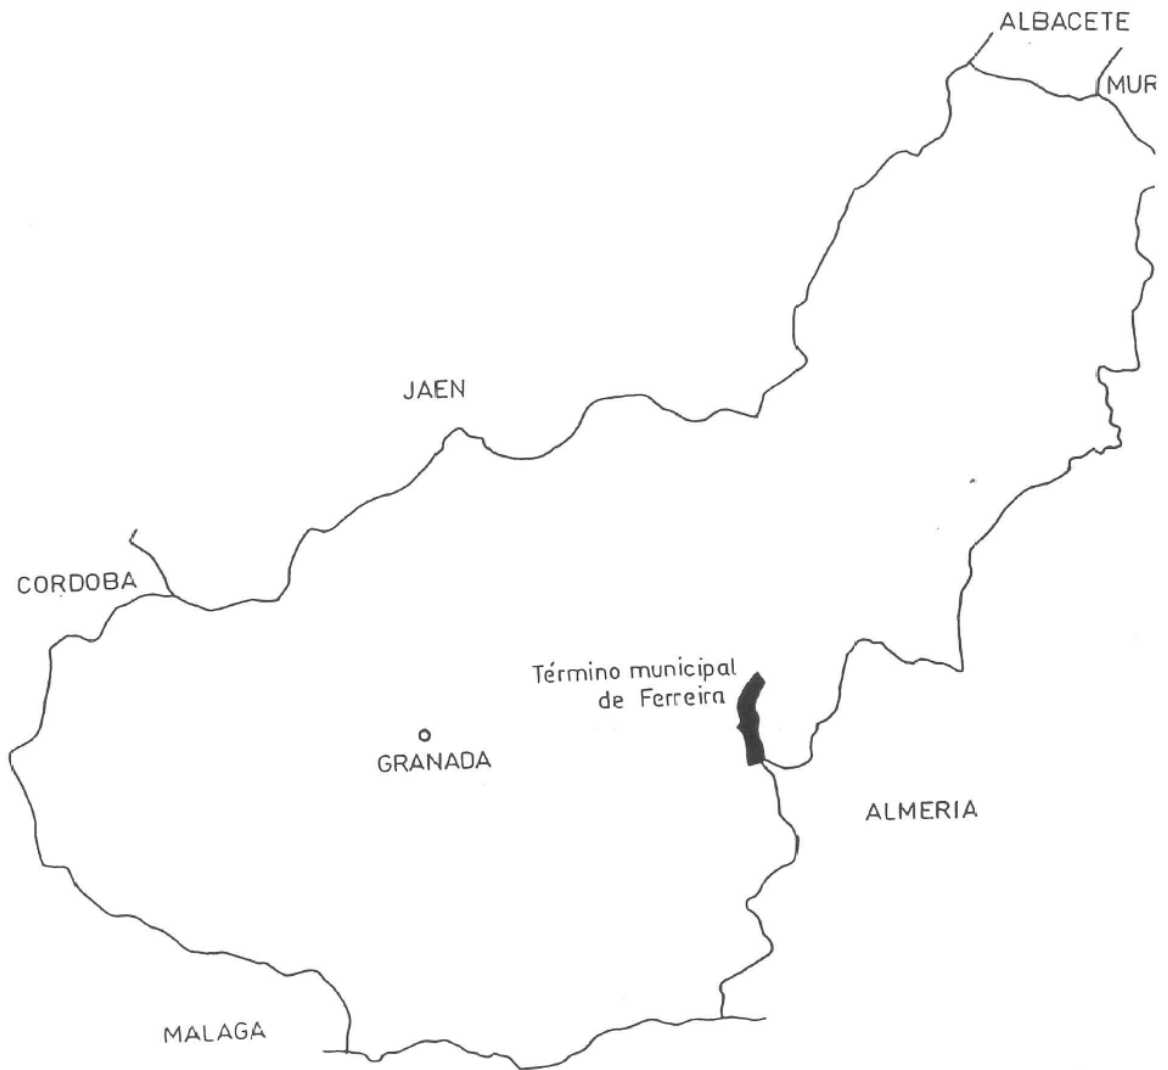 ALBACETE
MUR
JAEN
CORDOBA
Término municipal
de Ferreira
GRANADA
ALMERIA
MALAGA